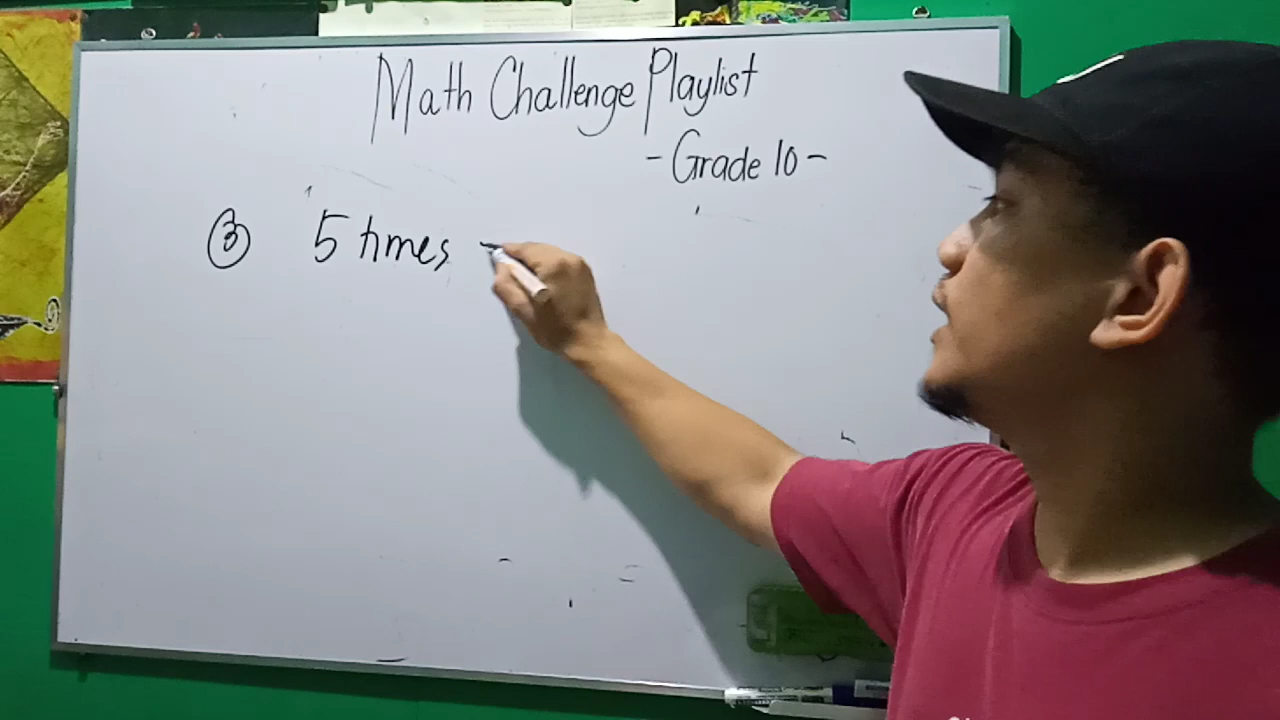 Math Challenge Playlist
- Grade 10 -
③ 5 times